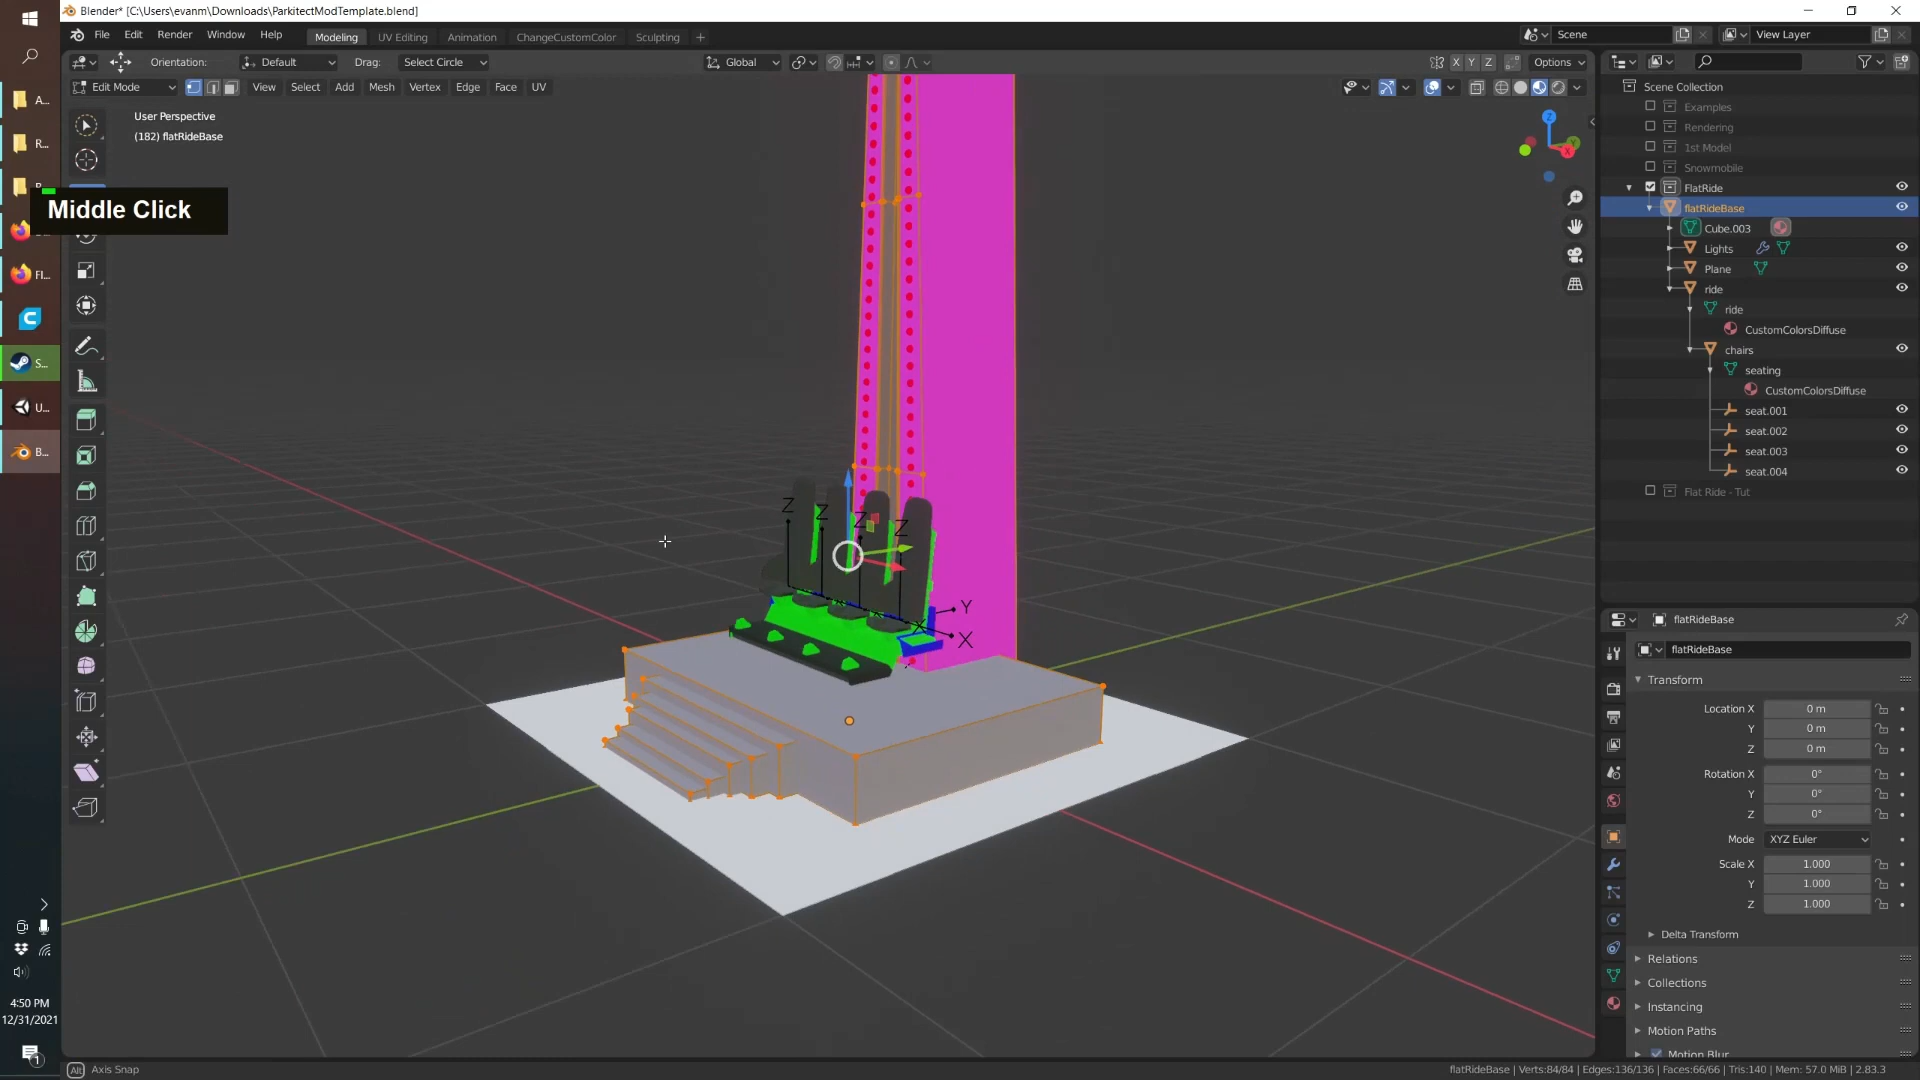 Blender* [C:\Users\evanm\Downloads\ParkitectModTemplate.blend]
File Edit Render Window Help
Modeling UV Editing Animation ChangeCustomColor Sculpting +
Scene
View Layer
Orientation: Default Drag: Select Circle
Global
X Y Z Options
Edit Mode
View Select Add Mesh Vertex Edge Face UV
User Perspective
(182) flatRideBase
Middle Click
A...
R...
Fl...
S...
U...
B...
Z
Y
X
Z Z Z Z
Y
X
X
Scene Collection
Examples
Rendering
1st Model
Snowmobile
FlatRide
flatRideBase
Cube.003
Lights
Plane
ride
ride
CustomColorsDiffuse
chairs
seating
CustomColorsDiffuse
seat.001
seat.002
seat.003
seat.004
Flat Ride - Tut
flatRideBase
flatRideBase
Transform
Location X 0 m
Y 0 m
Z 0 m
Rotation X 0°
Y 0°
Z 0°
Mode XYZ Euler
Scale X 1.000
Y 1.000
Z 1.000
Delta Transform
Relations
Collections
Instancing
Motion Paths
Motion Blur
4:50 PM
12/31/2021
1
Alt Axis Snap
flatRideBase | Verts:84/84 | Edges:136/136 | Faces:66/66 | Tris:140 | Mem: 57.0 MiB | 2.83.3